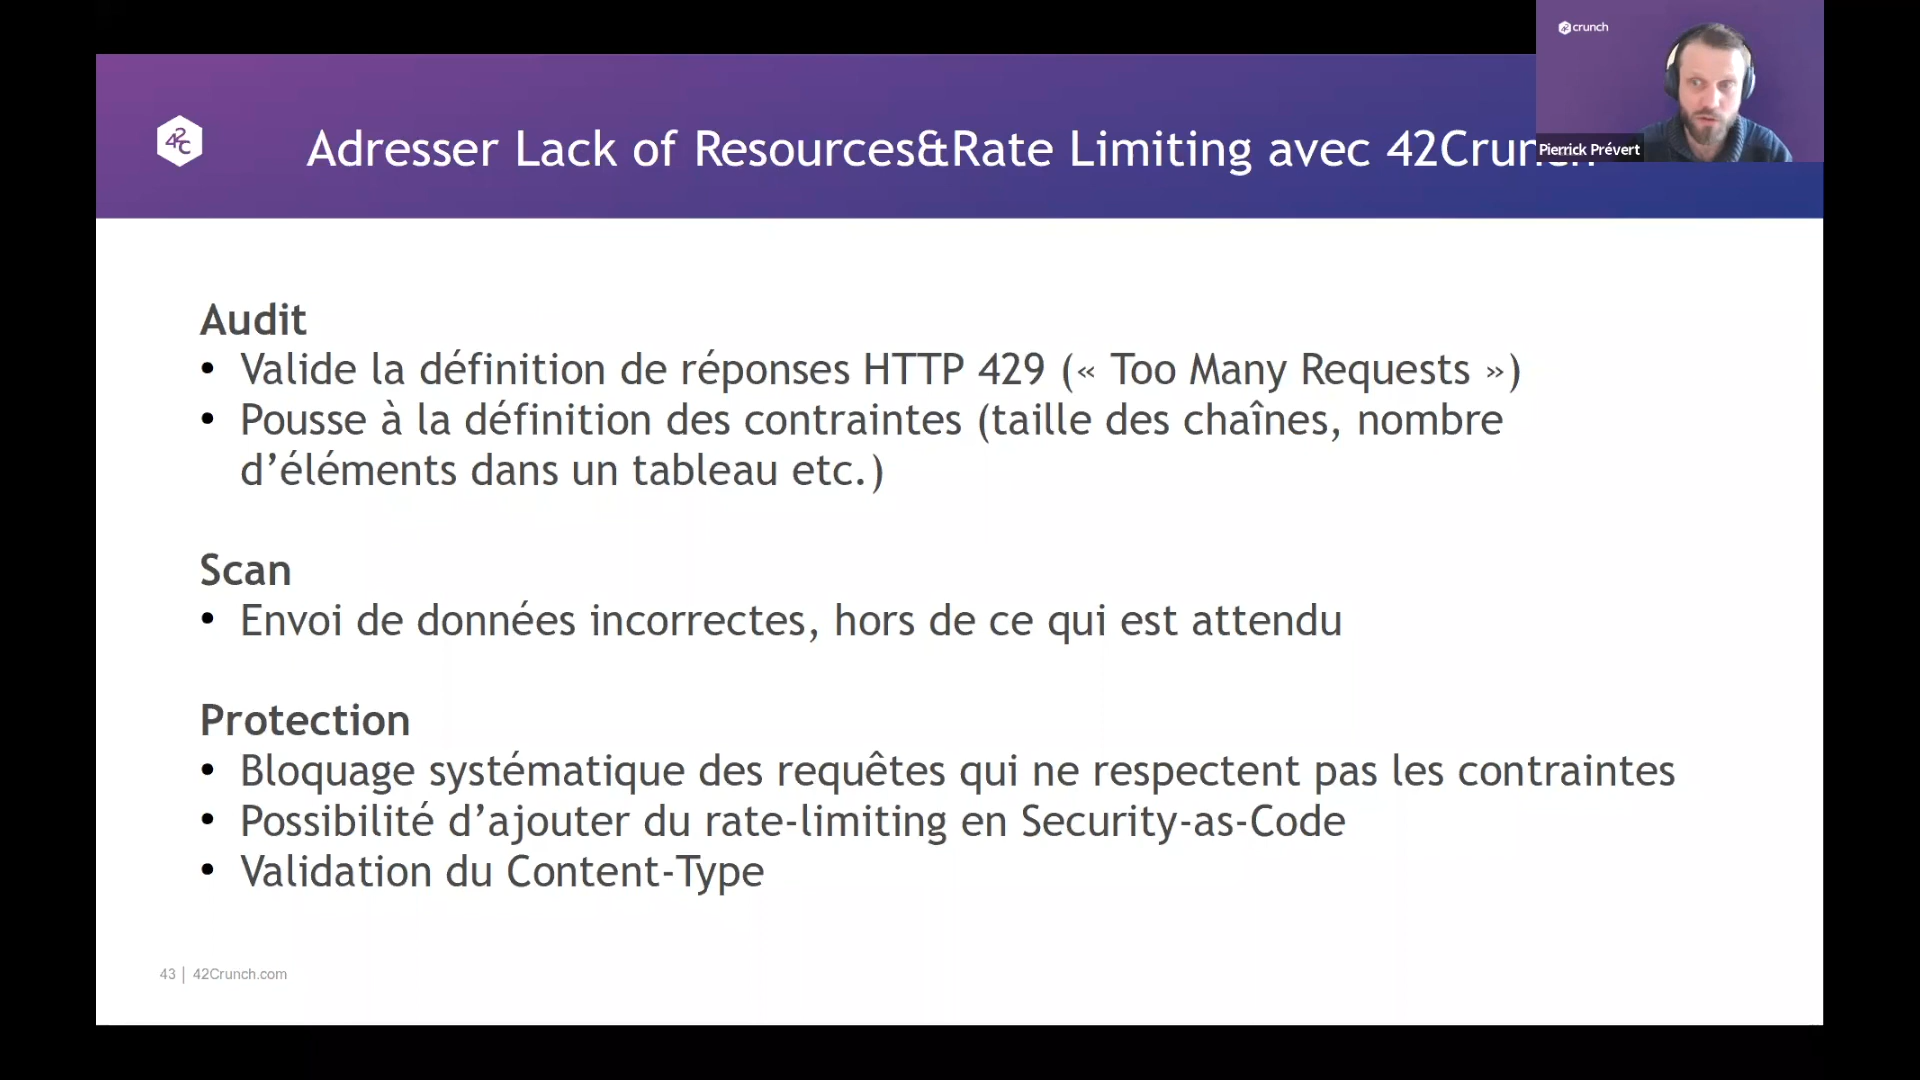 crunch
42c
Adresser Lack of Resources&Rate Limiting avec 42Crunch
Pierrick Prévert
Audit
• Valide la définition de réponses HTTP 429 (« Too Many Requests »)
• Pousse à la définition des contraintes (taille des chaînes, nombre
d’éléments dans un tableau etc.)
Scan
• Envoi de données incorrectes, hors de ce qui est attendu
Protection
• Bloquage systématique des requêtes qui ne respectent pas les contraintes
• Possibilité d’ajouter du rate-limiting en Security-as-Code
• Validation du Content-Type
43 | 42Crunch.com